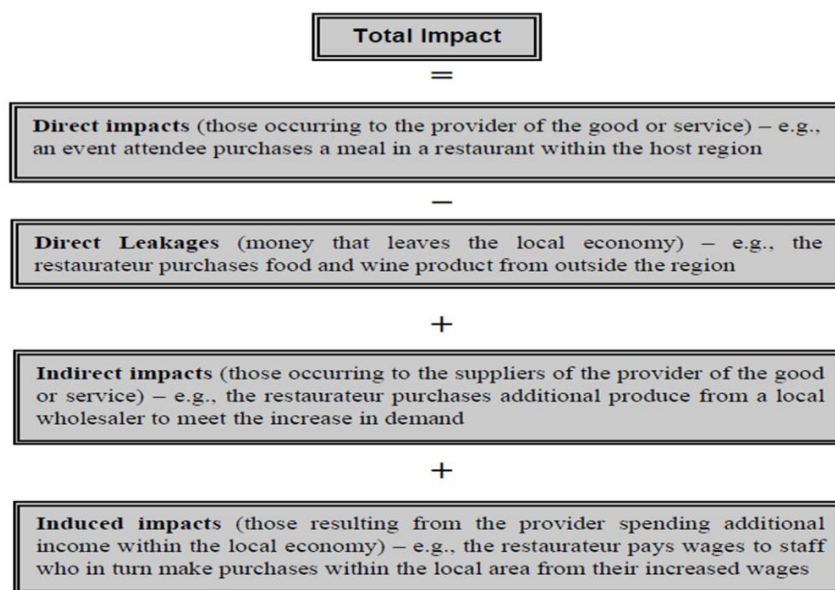 Total Impact
=
Direct impacts (those occurring to the provider of the good or service) – e.g.,
an event attendee purchases a meal in a restaurant within the host region
–
Direct Leakages (money that leaves the local economy) – e.g., the
restaurateur purchases food and wine product from outside the region
+
Indirect impacts (those occurring to the suppliers of the provider of the good
or service) – e.g., the restaurateur purchases additional produce from a local
wholesaler to meet the increase in demand
+
Induced impacts (those resulting from the provider spending additional
income within the local economy) – e.g., the restaurateur pays wages to staff
who in turn make purchases within the local area from their increased wages